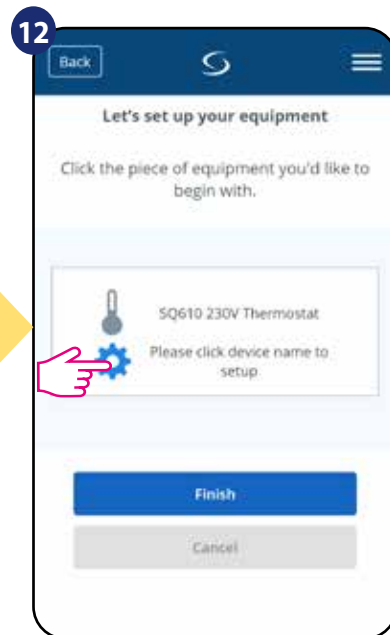 12
Back
Let's set up your equipment
Click the piece of equipment you'd like to
begin with.
SQ610 230V Thermostat
Please click device name to
setup
Finish
Cancel